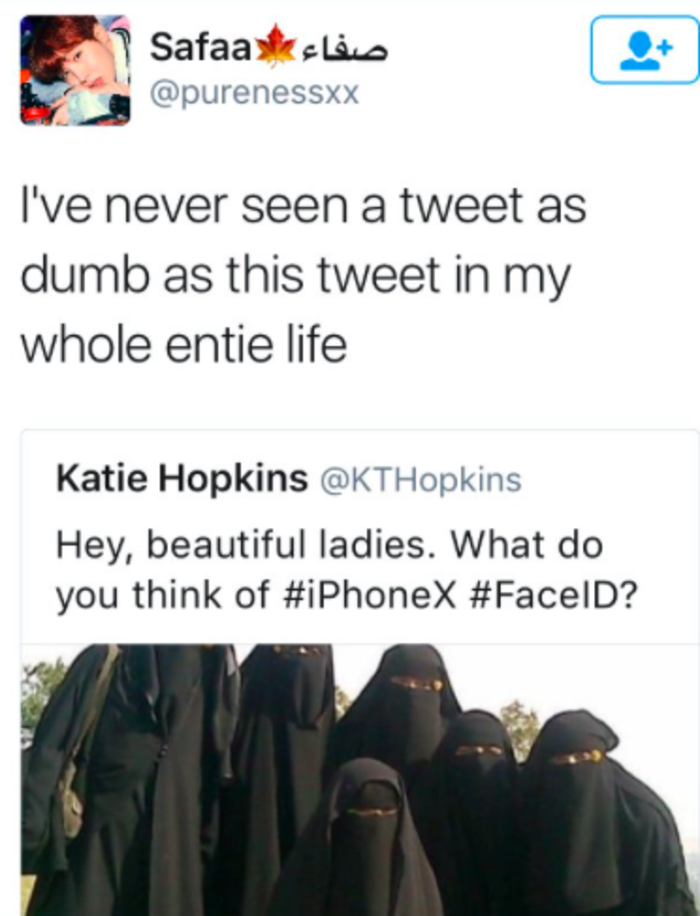 Safaa🍁صفاء
@purenessxx
I've never seen a tweet as
dumb as this tweet in my
whole entie life
Katie Hopkins @KTHopkins
Hey, beautiful ladies. What do
you think of #iPhoneX #FaceID?